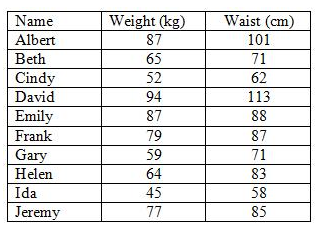 Name Weight (kg) Waist (cm)
Albert 87 101
Beth 65 71
Cindy 52 62
David 94 113
Emily 87 88
Frank 79 87
Gary 59 71
Helen 64 83
Ida 45 58
Jeremy 77 85